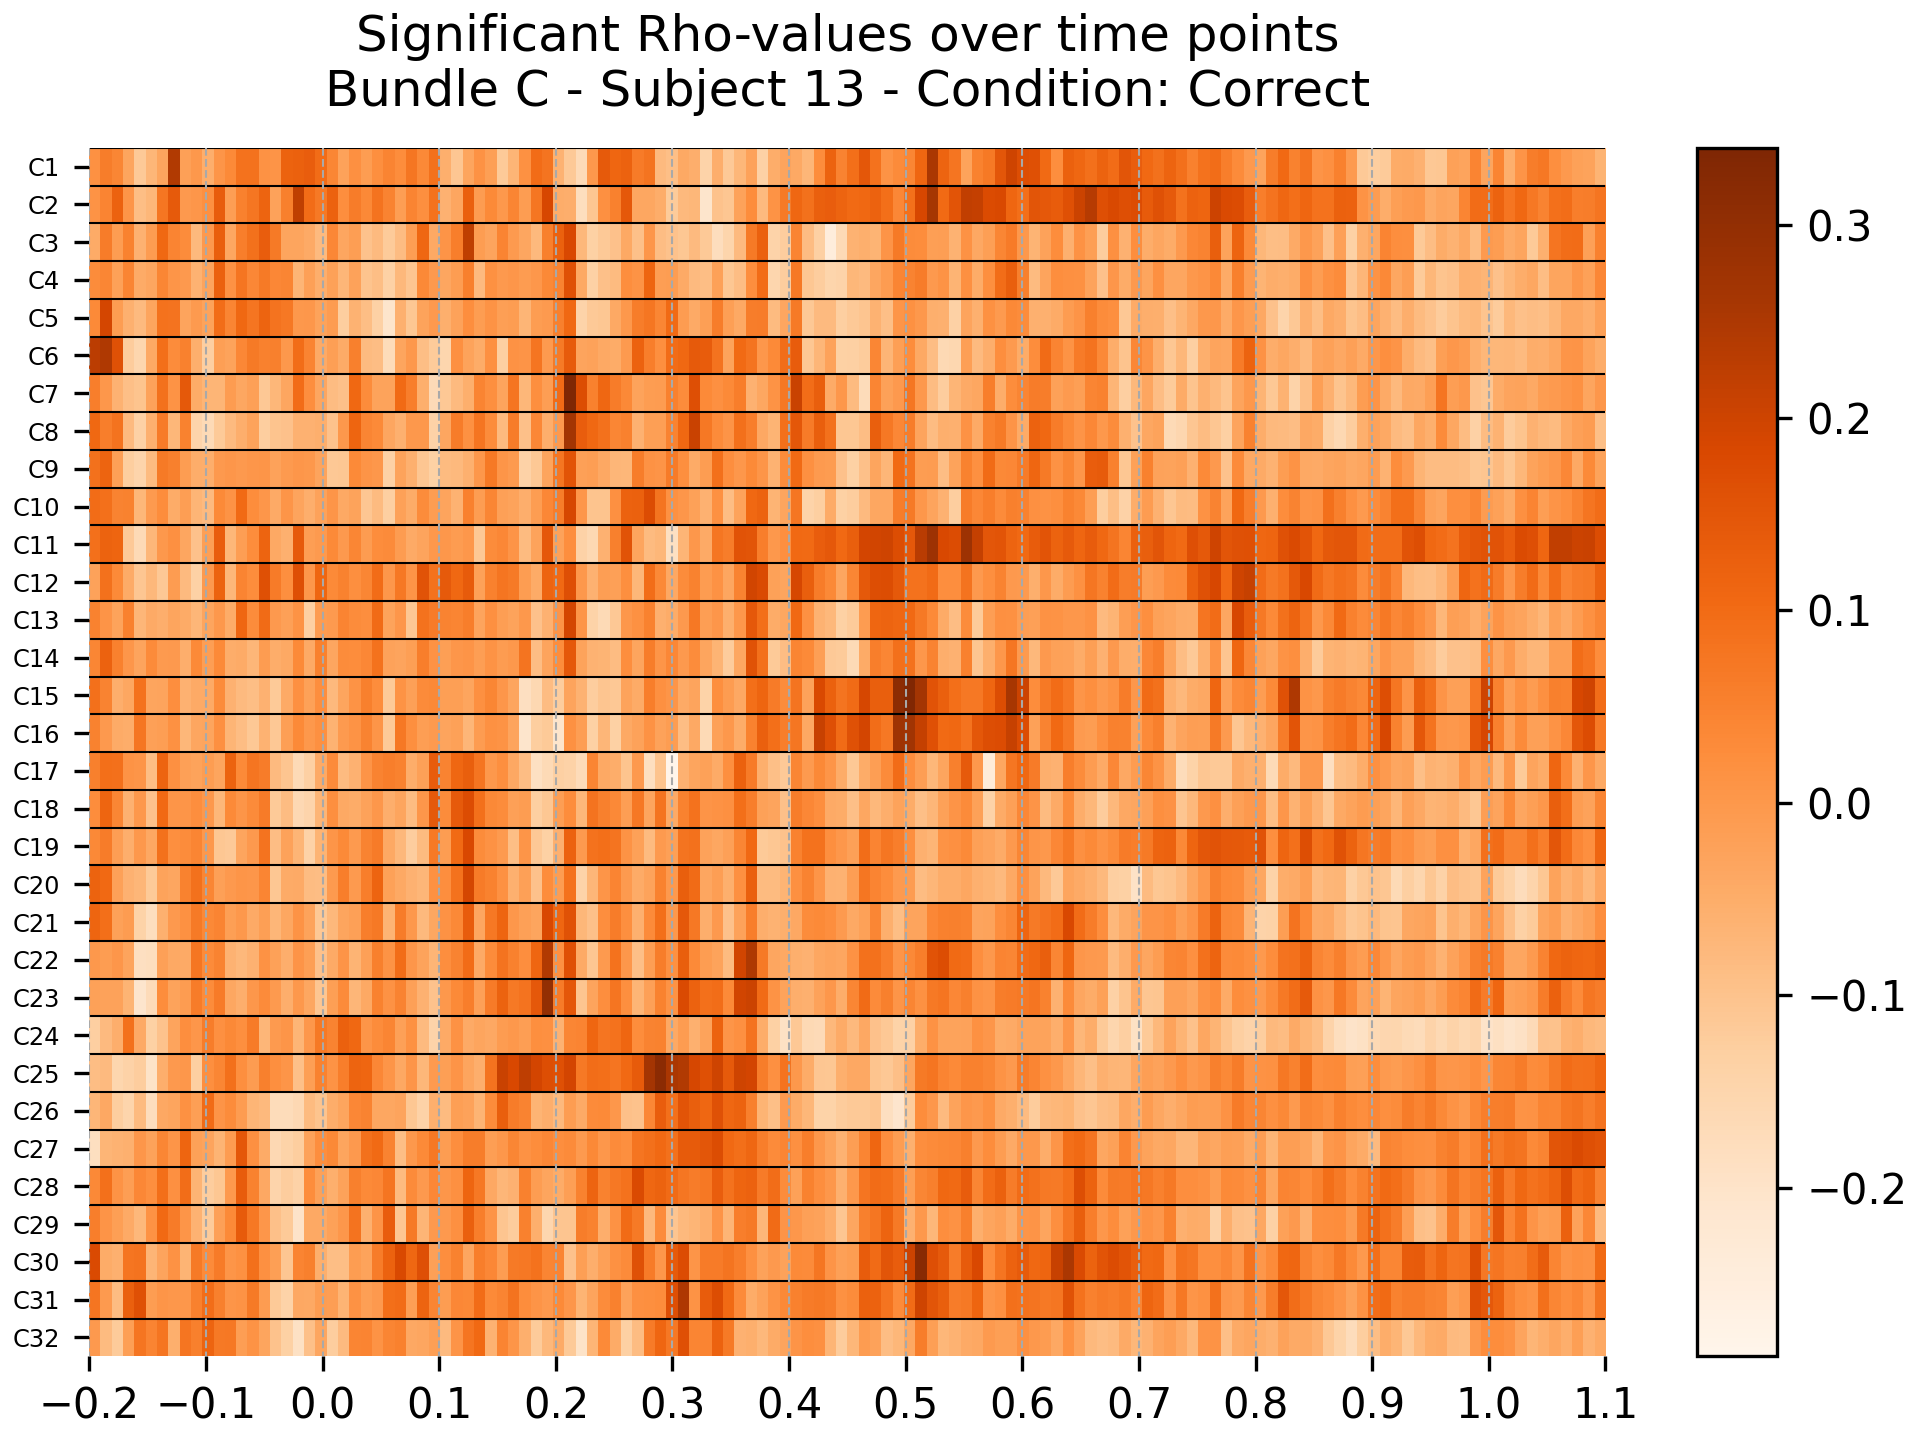 Significant Rho-values over time points
Bundle C - Subject 13 - Condition: Correct
C1
C2
C3
C4
C5
C6
C7
C8
C9
C10
C11
C12
C13
C14
C15
C16
C17
C18
C19
C20
C21
C22
C23
C24
C25
C26
C27
C28
C29
C30
C31
C32
−0.2 −0.1 0.0 0.1 0.2 0.3 0.4 0.5 0.6 0.7 0.8 0.9 1.0 1.1
0.3
0.2
0.1
0.0
−0.1
−0.2